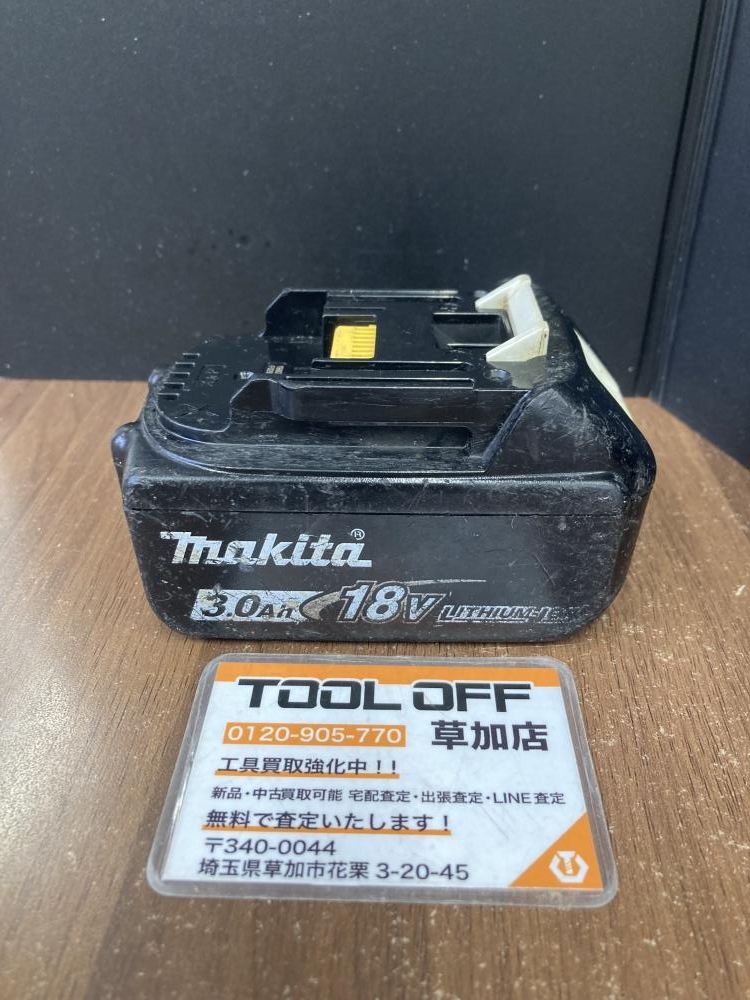 makita®
3.0Ah 18V LITHIUM-ION
TOOL OFF
0120-905-770 草加店
工具買取強化中！！
新品・中古買取可能 宅配査定・出張査定・LINE査定
無料で査定いたします！
〒340-0044
埼玉県草加市花栗 3-20-45